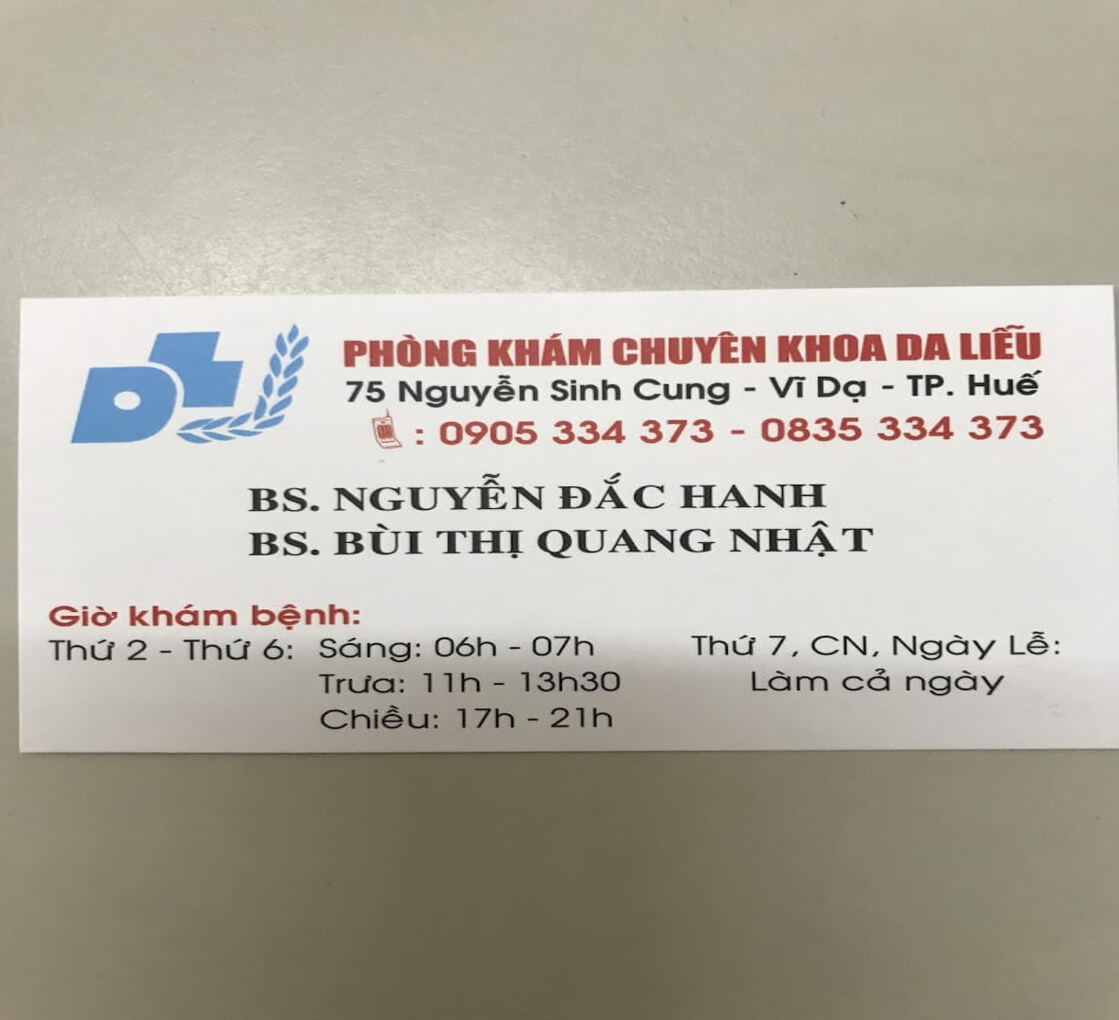 DL
PHÒNG KHÁM CHUYÊN KHOA DA LIỄU
75 Nguyễn Sinh Cung - Vĩ Dạ - TP. Huế
: 0905 334 373 - 0835 334 373
BS. NGUYỄN ĐẮC HANH
BS. BÙI THỊ QUANG NHẬT
Giờ khám bệnh:
Thứ 2 - Thứ 6: Sáng: 06h - 07h
Trưa: 11h - 13h30
Chiều: 17h - 21h
Thứ 7, CN, Ngày Lễ:
Làm cả ngày